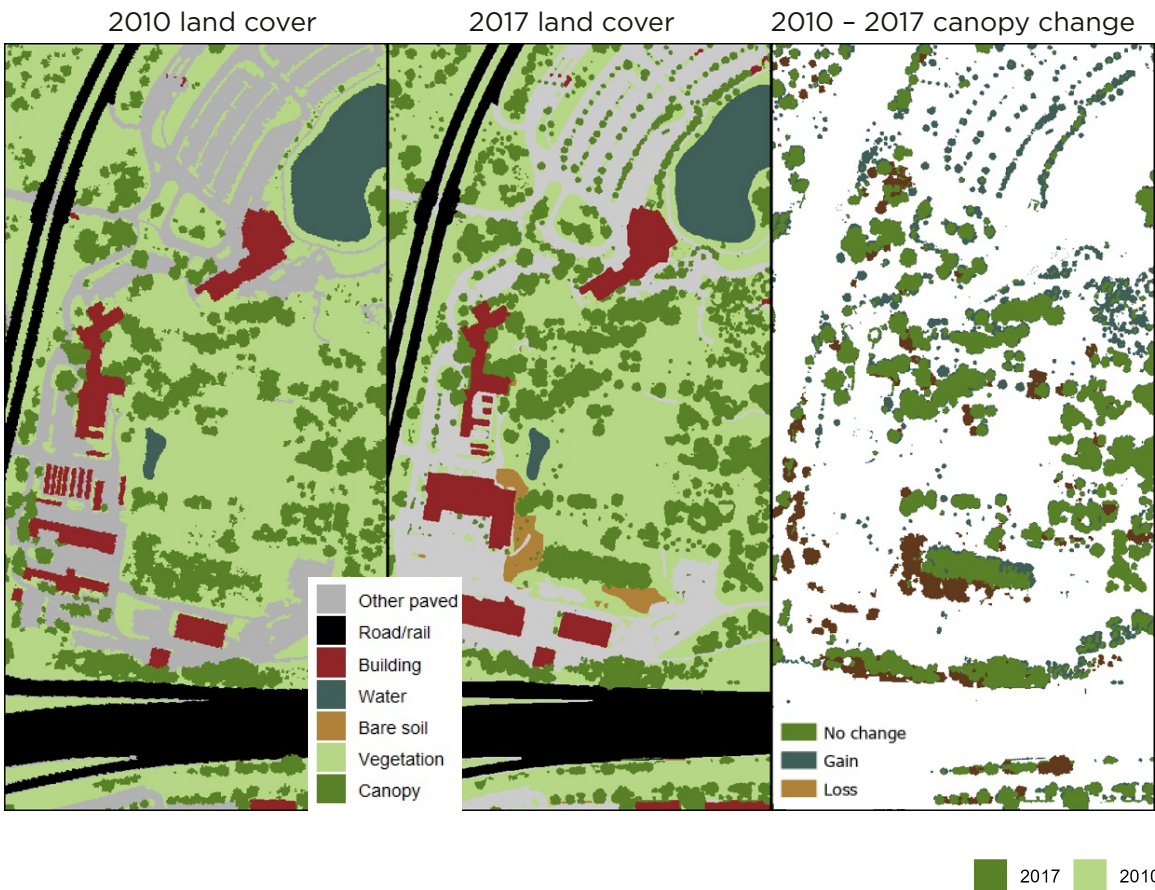 2010 land cover
2017 land cover
2010 – 2017 canopy change
Other paved
Road/rail
Building
Water
Bare soil
Vegetation
Canopy
No change
Gain
Loss
2017
2010